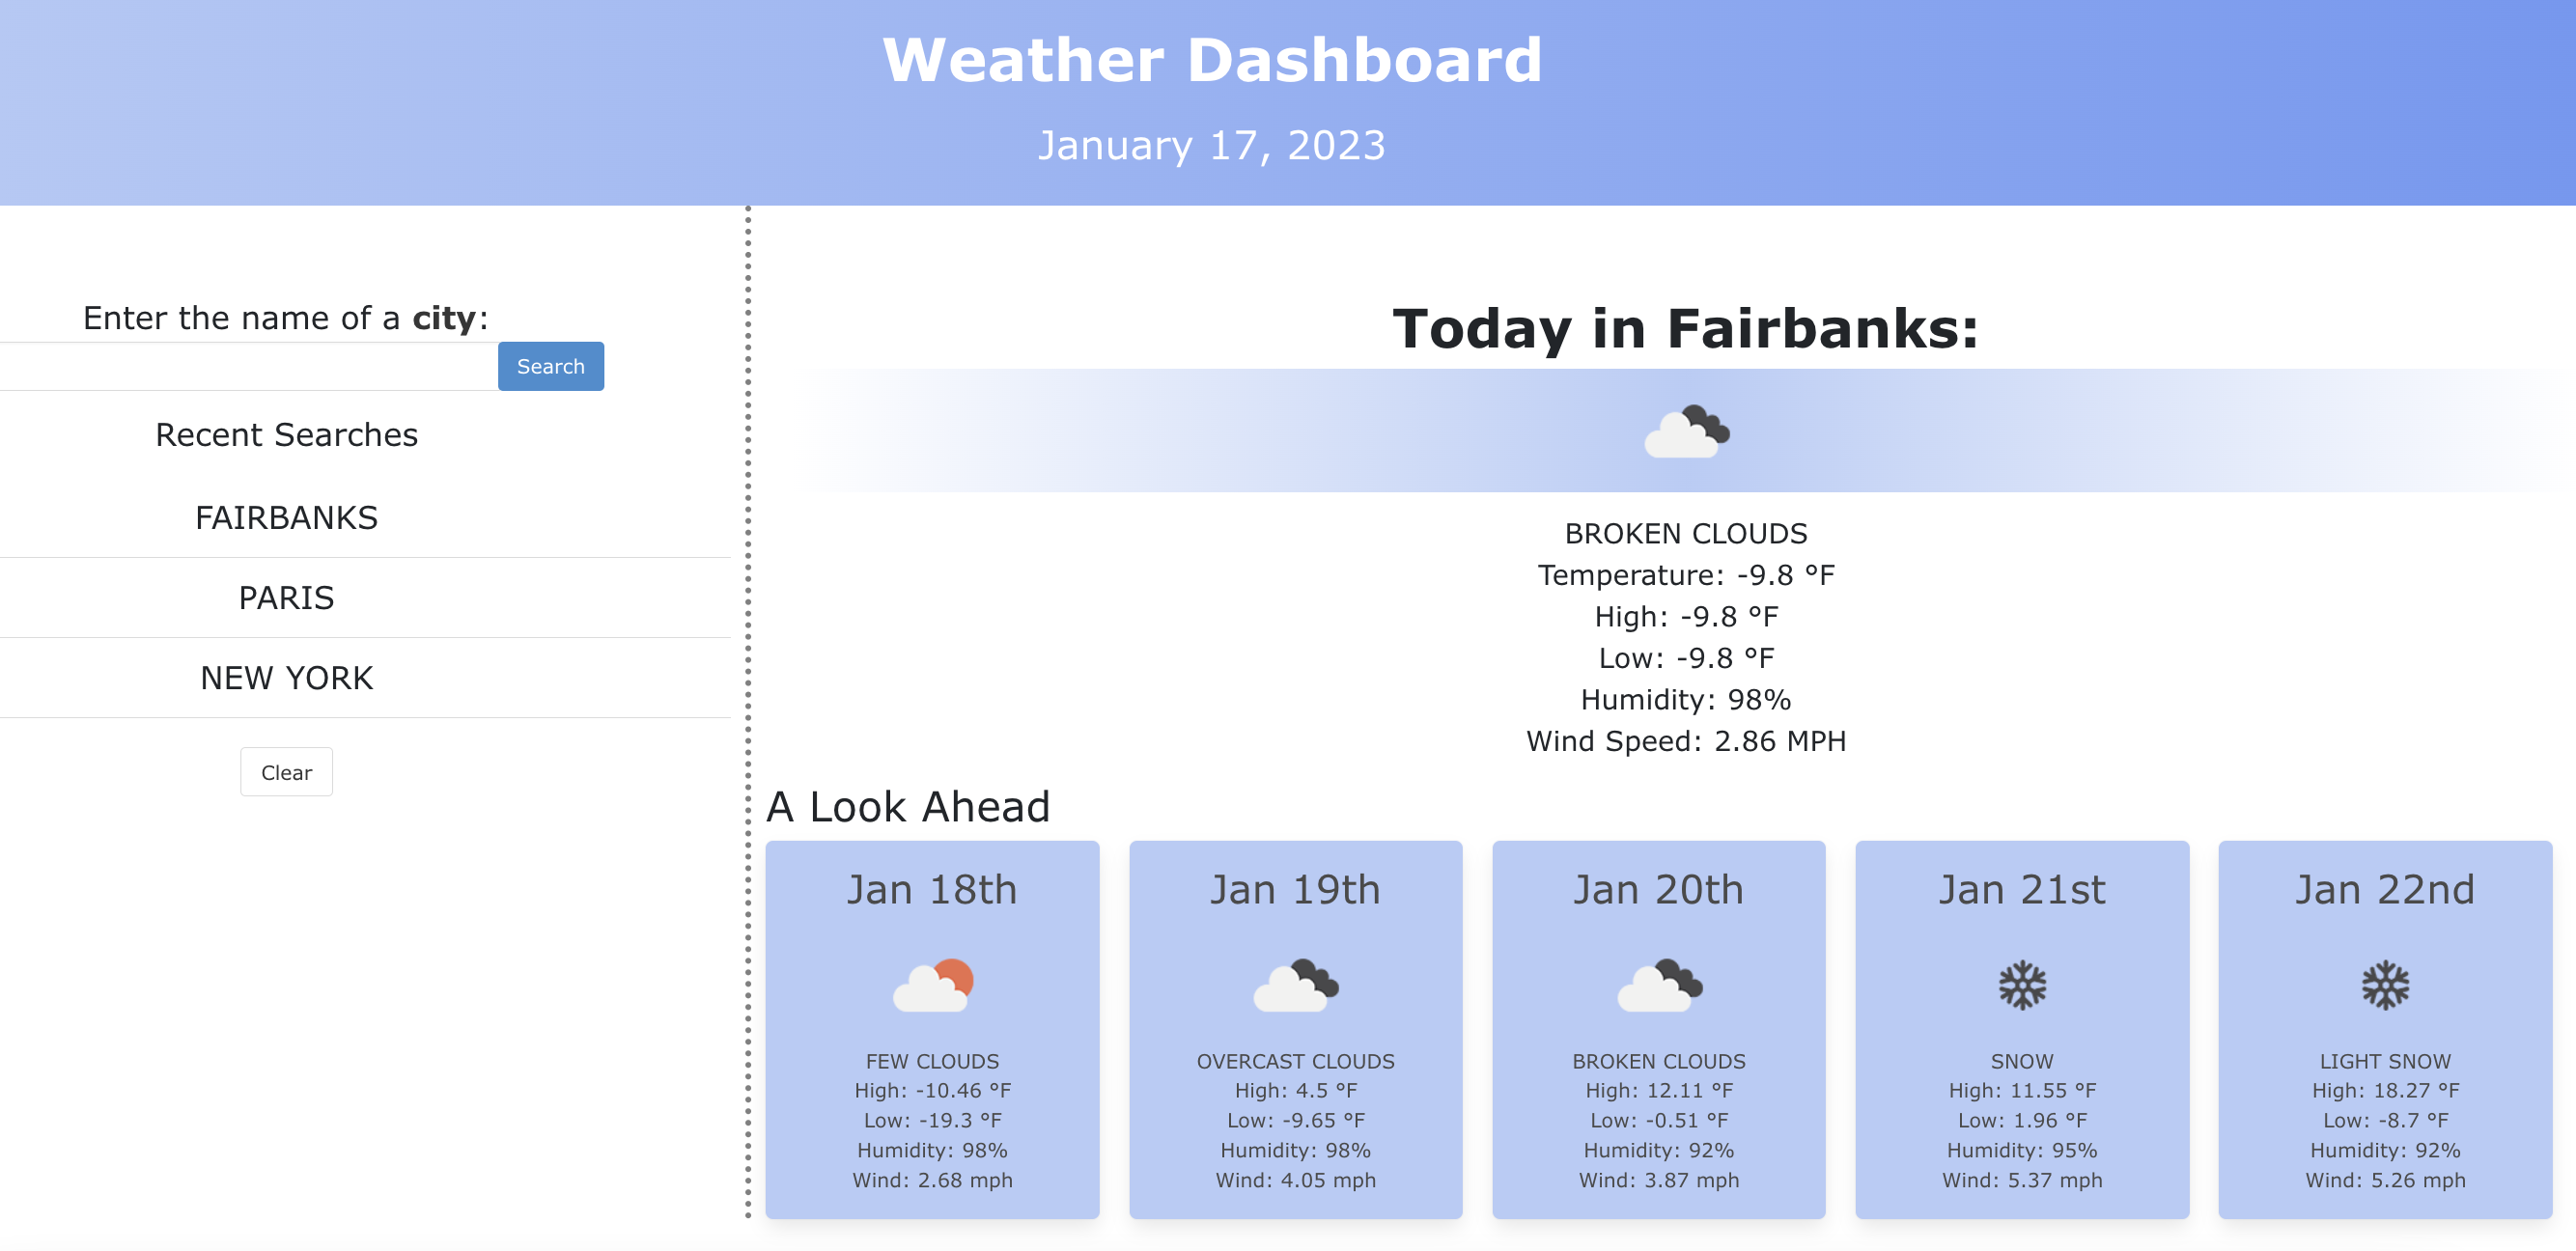 Weather Dashboard
January 17, 2023
Enter the name of a city:
Search
Recent Searches
FAIRBANKS
PARIS
NEW YORK
Clear
Today in Fairbanks:
BROKEN CLOUDS
Temperature: -9.8 °F
High: -9.8 °F
Low: -9.8 °F
Humidity: 98%
Wind Speed: 2.86 MPH
A Look Ahead
Jan 18th
FEW CLOUDS
High: -10.46 °F
Low: -19.3 °F
Humidity: 98%
Wind: 2.68 mph
Jan 19th
OVERCAST CLOUDS
High: 4.5 °F
Low: -9.65 °F
Humidity: 98%
Wind: 4.05 mph
Jan 20th
BROKEN CLOUDS
High: 12.11 °F
Low: -0.51 °F
Humidity: 92%
Wind: 3.87 mph
Jan 21st
SNOW
High: 11.55 °F
Low: 1.96 °F
Humidity: 95%
Wind: 5.37 mph
Jan 22nd
LIGHT SNOW
High: 18.27 °F
Low: -8.7 °F
Humidity: 92%
Wind: 5.26 mph